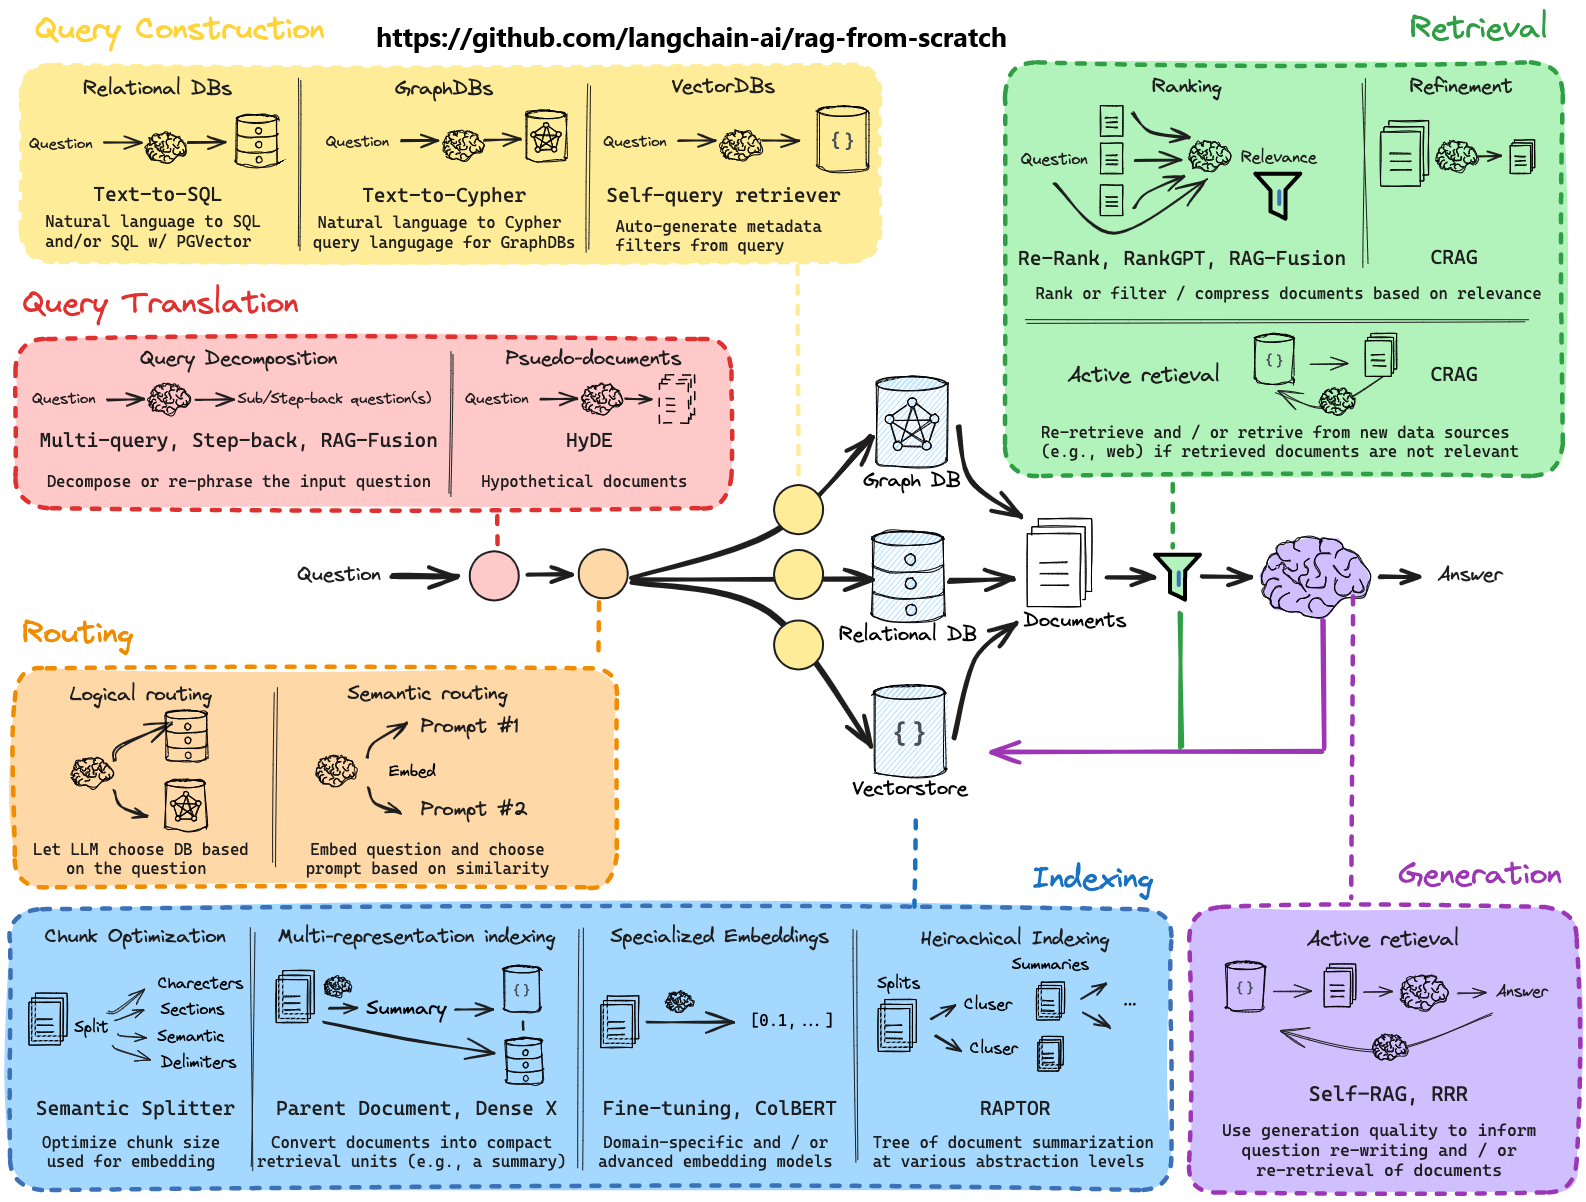 Query Construction
https://github.com/langchain-ai/rag-from-scratch
Relational DBs
Question
Text-to-SQL
Natural language to SQL
and/or SQL w/ PGVector
GraphDBs
Question
Text-to-Cypher
Natural language to Cypher
query langugage for GraphDBs
VectorDBs
Question
{}
Self-query retriever
Auto-generate metadata
filters from query
Retrieval
Ranking
Question
Relevance
Re-Rank, RankGPT, RAG-Fusion
Refinement
CRAG
Rank or filter / compress documents based on relevance
Active retieval
{}
CRAG
Re-retrieve and / or retrive from new data sources
(e.g., web) if retrieved documents are not relevant
Query Translation
Query Decomposition
Question
Sub/Step-back question(s)
Multi-query, Step-back, RAG-Fusion
Decompose or re-phrase the input question
Psuedo-documents
Question
HyDE
Hypothetical documents
Question
Graph DB
Relational DB
{}
Vectorstore
Documents
Answer
Routing
Logical routing
Let LLM choose DB based
on the question
Semantic routing
Prompt #1
Embed
Prompt #2
Embed question and choose
prompt based on similarity
Indexing
Chunk Optimization
Split
Charecters
Sections
Semantic
Delimiters
Semantic Splitter
Optimize chunk size
used for embedding
Multi-representation indexing
Summary
{}
Parent Document, Dense X
Convert documents into compact
retrieval units (e.g., a summary)
Specialized Embeddings
[0.1, ... ]
Fine-tuning, ColBERT
Domain-specific and / or
advanced embedding models
Heirachical Indexing
Summaries
Splits
Cluser
Cluser
...
RAPTOR
Tree of document summarization
at various abstraction levels
Generation
Active retieval
{}
Answer
Self-RAG, RRR
Use generation quality to inform
question re-writing and / or
re-retrieval of documents